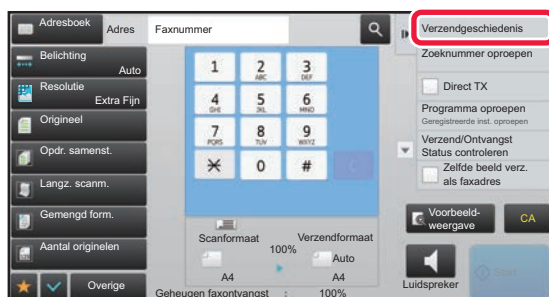 Adresboek
Adres
Faxnummer
Belichting
Auto
Resolutie
Extra Fijn
Origineel
Opdr. samenst.
Langz. scanm.
Gemengd form.
Aantal originelen
Overige
1
2
ABC
3
DEF
4
GHI
5
JKL
6
MNO
7
PQRS
8
TUV
9
WXYZ
0
#
Scanformaat
100%
Verzendformaat
Auto
A4
A4
Geheugen faxontvangst : 100%
Verzendgeschiedenis
Zoeknummer oproepen
Direct TX
Programma oproepen
Geregistreerde inst. oproepen
Verzend/Ontvangst
Status controleren
Zelfde beeld verz.
als faxadres
Voorbeeld-
weergave
CA
Luidspreker
Start